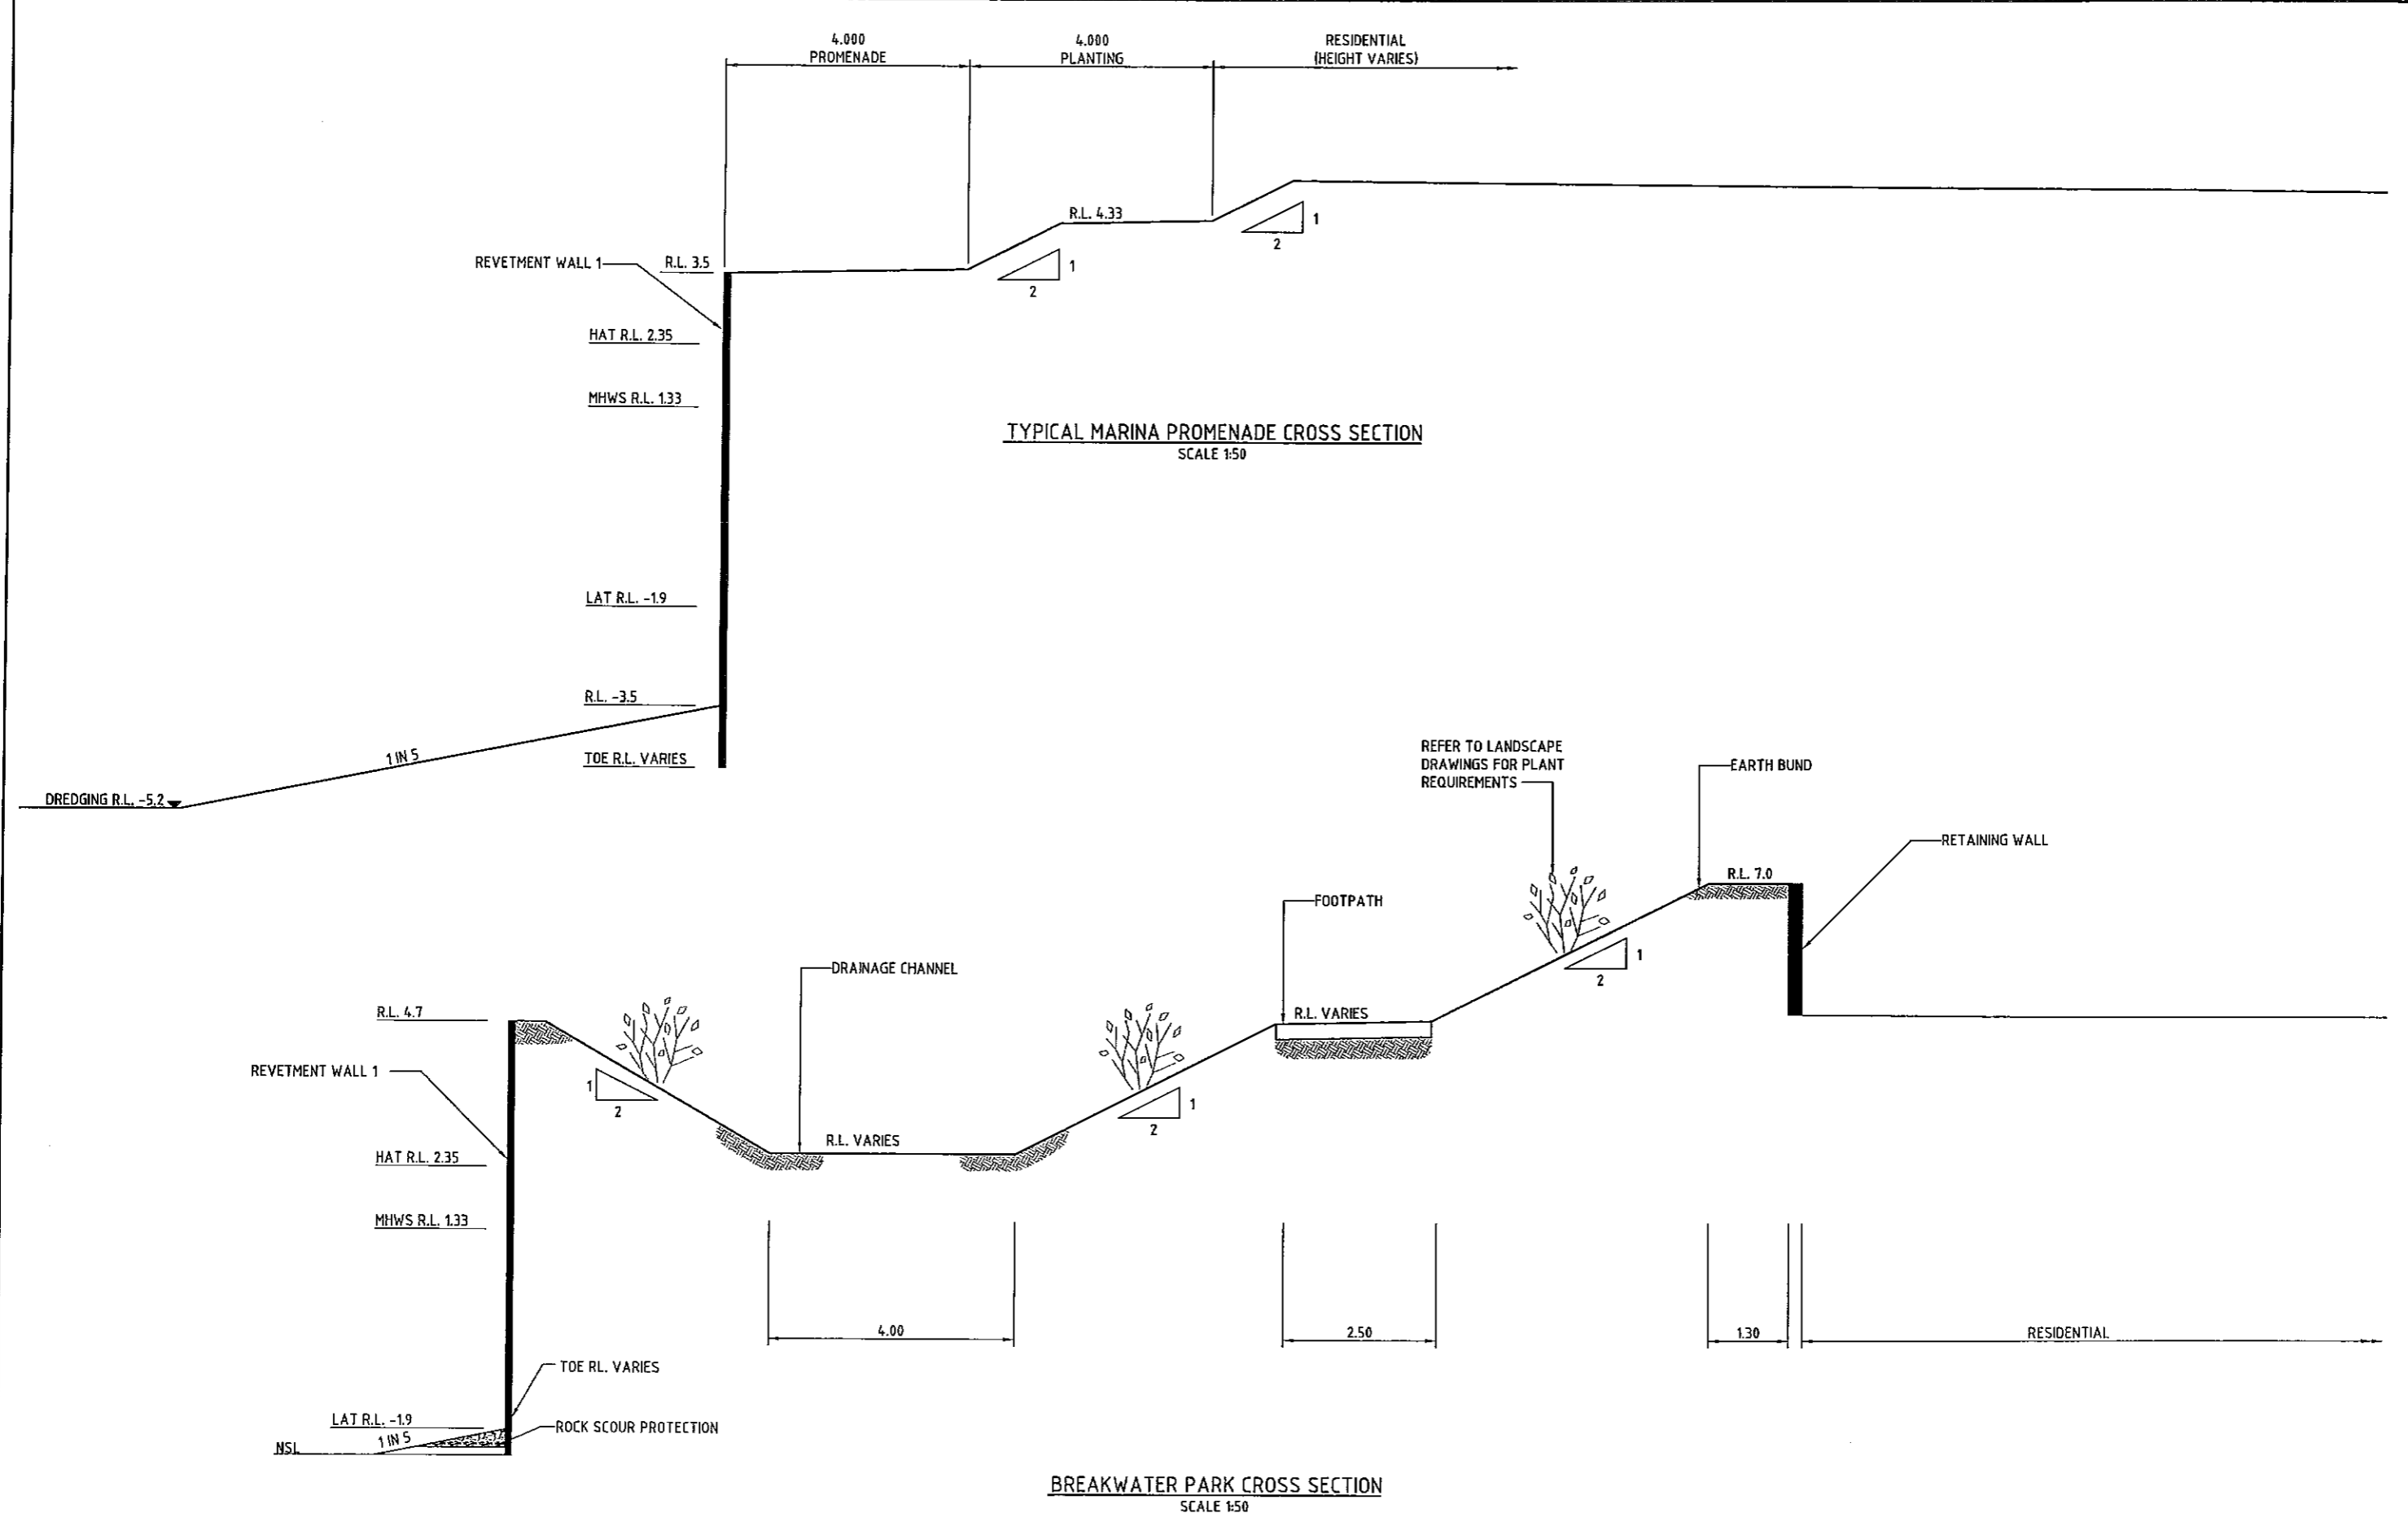 4.000
PROMENADE
4.000
PLANTING
RESIDENTIAL
(HEIGHT VARIES)
R.L. 4.33
1
2
REVETMENT WALL 1
R.L. 3.5
1
2
HAT R.L. 2.35
MHWS R.L. 1.33
TYPICAL MARINA PROMENADE CROSS SECTION
SCALE 1:50
LAT R.L. -1.9
R.L. -3.5
1 IN 5
TOE R.L. VARIES
DREDGING R.L. -5.2
REFER TO LANDSCAPE
DRAWINGS FOR PLANT
REQUIREMENTS
EARTH BUND
RETAINING WALL
R.L. 7.0
FOOTPATH
1
2
DRAINAGE CHANNEL
R.L. 4.7
R.L. VARIES
REVETMENT WALL 1
1
2
1
2
R.L. VARIES
HAT R.L. 2.35
MHWS R.L. 1.33
4.00
2.50
1.30
RESIDENTIAL
TOE RL. VARIES
LAT R.L. -1.9
ROCK SCOUR PROTECTION
1 IN 5
NSL
BREAKWATER PARK CROSS SECTION
SCALE 1:50